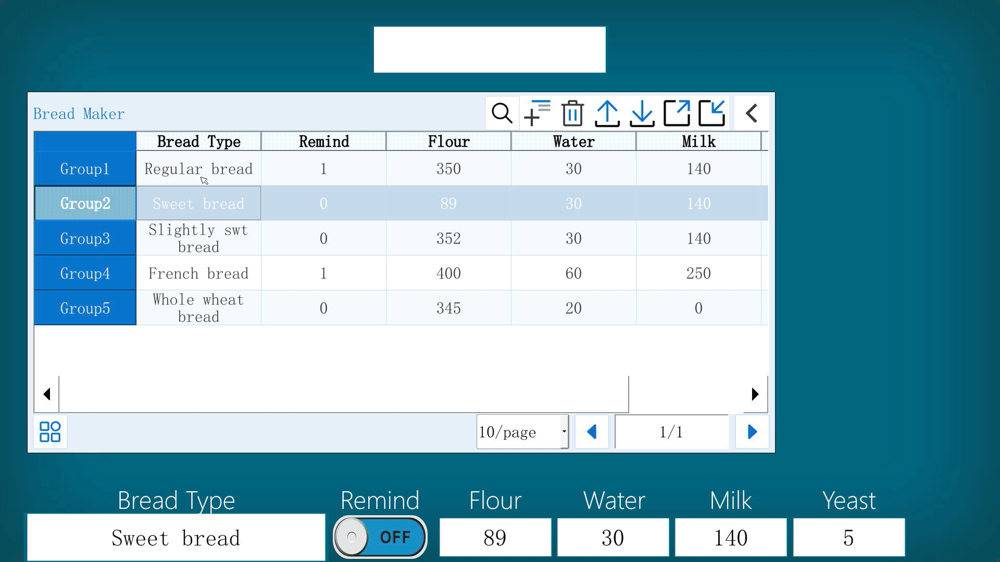 Bread Maker
Bread Type Remind Flour Water Milk
Group1 Regular bread 1 350 30 140
Group2 Sweet bread 0 89 30 140
Group3 Slightly swt bread 0 352 30 140
Group4 French bread 1 400 60 250
Group5 Whole wheat bread 0 345 20 0
10/page 1/1
Bread Type Remind Flour Water Milk Yeast
Sweet bread OFF 89 30 140 5